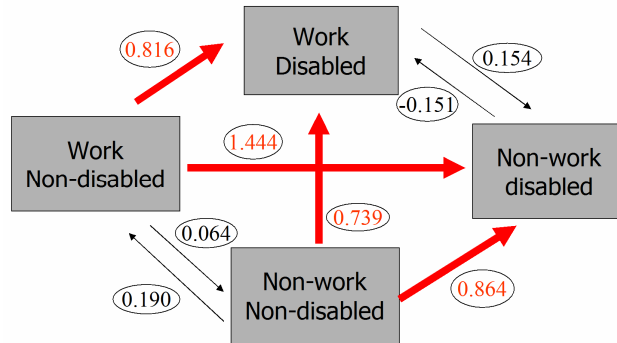 0.816
Work
Disabled
0.154
-0.151
Work
Non-disabled
1.444
Non-work
disabled
0.739
0.064
0.190
Non-work
Non-disabled
0.864